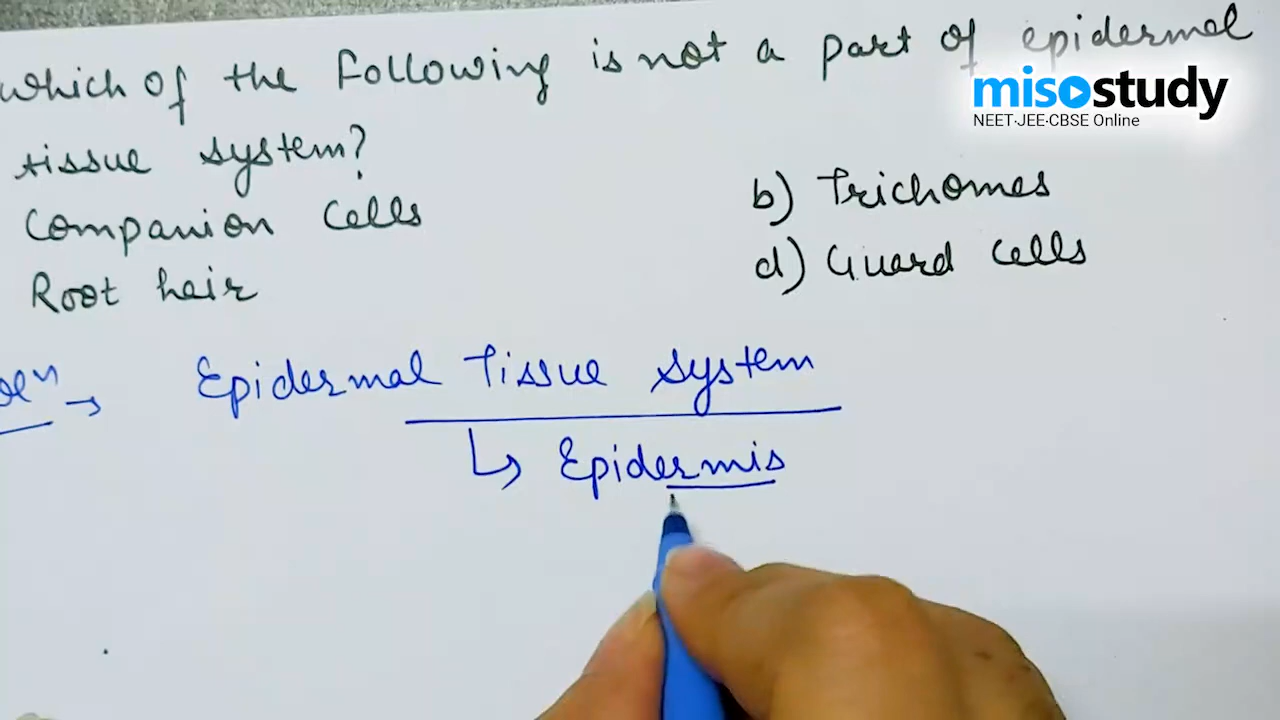 which of the following is not a part of epidermal
misostudy
NEET·JEE·CBSE Online
tissue system?
Companion Cells b) Trichomes
Root hair d) Guard Cells
→ Epidermal Tissue System
↳ Epidermis